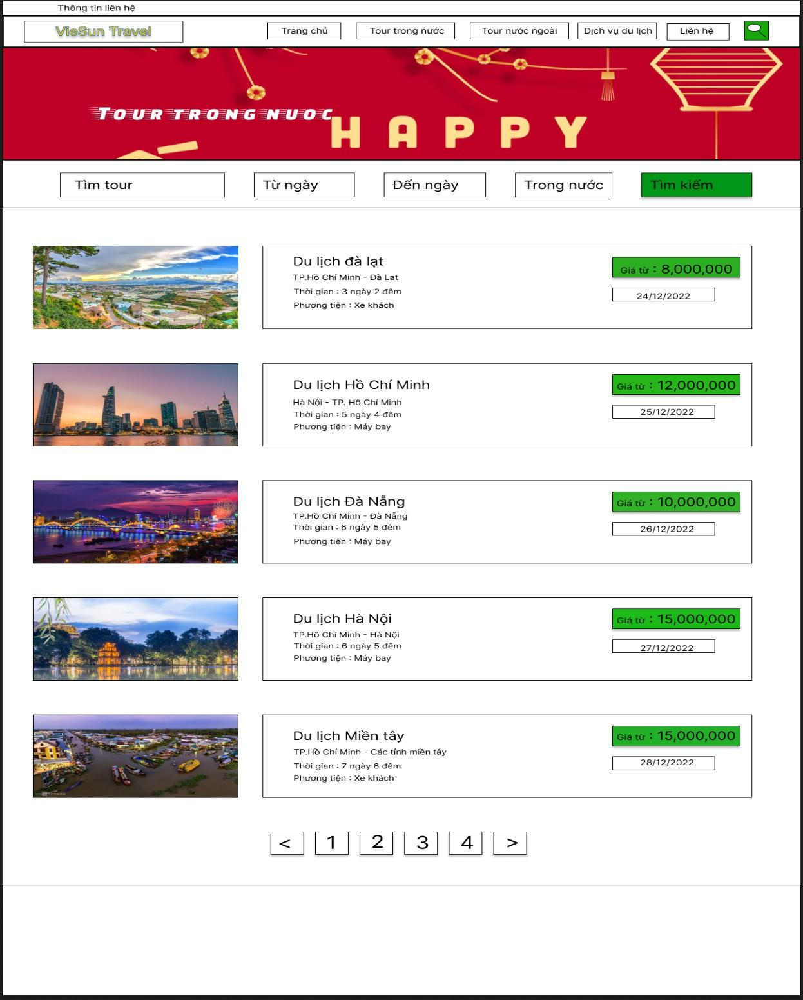 Thông tin liên hệ
VieSun Travel
Trang chủ
Tour trong nước
Tour nước ngoài
Dịch vụ du lịch
Liên hệ
TOUR TRONG NUOC
HAPPY
Tìm tour
Từ ngày
Đến ngày
Trong nước
Tìm kiếm
Du lịch đà lạt
TP.Hồ Chí Minh - Đà Lạt
Thời gian : 3 ngày 2 đêm
Phương tiện : Xe khách
Giá từ : 8,000,000
24/12/2022
Du lịch Hồ Chí Minh
Hà Nội - TP. Hồ Chí Minh
Thời gian : 5 ngày 4 đêm
Phương tiện : Máy bay
Giá từ : 12,000,000
25/12/2022
Du lịch Đà Nẵng
TP.Hồ Chí Minh - Đà Nẵng
Thời gian : 6 ngày 5 đêm
Phương tiện : Máy bay
Giá từ : 10,000,000
26/12/2022
Du lịch Hà Nội
TP.Hồ Chí Minh - Hà Nội
Thời gian : 6 ngày 5 đêm
Phương tiện : Máy bay
Giá từ : 15,000,000
27/12/2022
Du lịch Miền tây
TP.Hồ Chí Minh - Các tỉnh miền tây
Thời gian : 7 ngày 6 đêm
Phương tiện : Xe khách
Giá từ : 15,000,000
28/12/2022
< 1 2 3 4 >